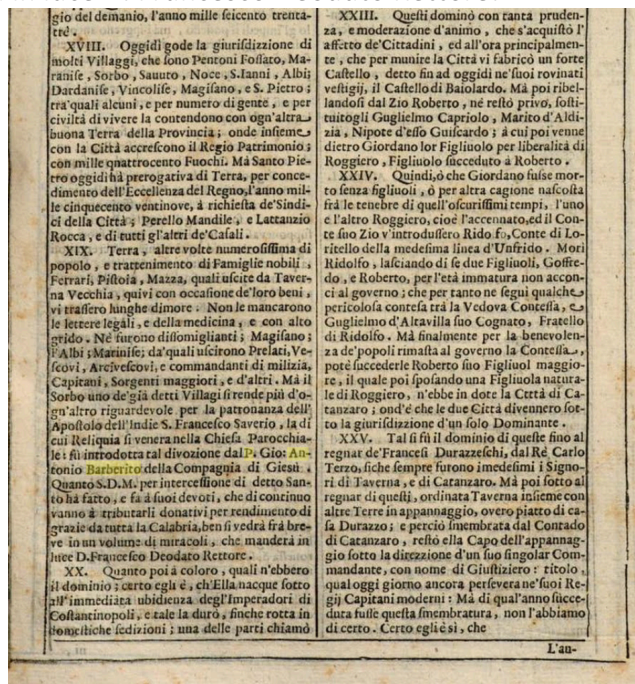 gio del demanio, l'anno mille seicento trenta-
trè.
XVIII. Oggidì gode la giurisdizzione di
molti Villaggi, che sono Pentoni Fossato, Ma-
ranise, Sorbo, Savuto, Noce, S. Ianni, Albi;
Dardanise, Vincolise, Magisano, e S. Pietro;
tra'quali alcuni, e per numero di gente, e per
civiltà di vivere la contendono con ogn'altra
buona Terra della Provincia; onde insieme
con la Città accrescono il Regio Patrimonio;
con mille quattrocento Fuochi. Mà Santo Pie-
tro oggidì hà prerogativa di Terra, per conce-
dimento dell'Eccellenza del Regno, l'anno mil-
le cinquecento ventinove, à richiesta de'Sindi-
ci della Città; Perello Mandile, e Lattanzio
Rocca, e di tutti gl'altri de'Casali.
XIX. Terra, altre volte numerosissima di
popolo, e trattenimento di Famiglie nobili,
Ferrari, Pistoia, Mazza, quali uscite da Taver-
na Vecchia, quivi con occasione de'loro beni,
vi trassero lunghe dimore. Non le mancarono
le lettere legali, e della medicina, e con alto
grido. Nè furono dissomiglianti; Magisano;
l'Albi; Marinise; da'quali uscirono Prelati, Ve-
scovi, Arcivescovi, e commandanti di milizia,
Capitani, Sorgenti maggiori, e d'altri. Mà il
Sorbo uno de'già detti Villagi si rende più d'o-
gn'altro riguardevole per la patronanza dell'
Apostolo dell'Indie S. Francesco Saverio, la di
cui Reliquia si venera nella Chiesa Parocchia-
le: fù introdotta tal divozione dal P. Gio: An-
tonio Barberito della Compagnia di Giesù.
Quanto S.D.M. per intercessione di detto San-
to hà fatto, e fà à suoi devoti, che di continuo
vanno à tributarli donativi per rendimento di
grazie da tutta la Calabria, ben si vedrà frà bre-
ve in un volume di miracoli, che manderà in
luce D. Francesco Deodato Rettore.
XX. Quanto poi à coloro, quali n'ebbero
il dominio; certo egli è, ch'Ella nacque sotto
all'immediata ubidienza degl'Imperadori di
Costantinopoli, e tale la durò, finche rotta in
domestiche sedizioni; una delle parti chiamò
XXIII. Questi dominò con tanta pruden-
za, e moderazione d'animo, che s'acquistò l'
affetto de'Cittadini, ed all'ora principalmen-
te, che per munire la Città vi fabricò un forte
Castello, detto fin ad oggidì ne'suoi rovinati
vestigij, il Castello di Baiolardo. Mà poi ribel-
landosi dal Zio Roberto, nè restò privo, sosti-
tuitogli Guglielmo Capriolo, Marito d'Aldi-
zia, Nipote d'esso Guiscardo; à cui poi venne
dietro Giordano lor Figliuolo per liberalità di
Roggiero, Figliuolo succeduto à Roberto.
XXIV. Quindi, ò che Giordano fusse mor-
to senza figliuoli, ò per altra cagione nascosta
frà le tenebre di quell'oscurissimi tempi, l'uno
e l'altro Roggiero, cioè l'accennato, ed il Con-
te suo Zio v'introdussero Ridolfo, Conte di Lo-
ritello della medesima linea d'Unfrido. Morì
Ridolfo, lasciando di se due Figliuoli, Goffre-
do, e Roberto, per l'età immatura non accon-
ci al governo; che per tanto ne seguì qualche
pericolosa contesa trà la Vedova Contessa, e
Guglielmo d'Altavilla suo Cognato, Fratello
di Ridolfo. Mà finalmente per la benevolen-
za de'popoli rimasta al governo la Contessa,
potè succederle Roberto suo Figliuol maggio-
re, il quale poi sposando una Figliuola natura-
le di Roggiero, n'ebbe in dote la Città di Ca-
tanzaro; ond'è che le due Città divennero sot-
to la giurisdizione d'un solo Dominante.
XXV. Tal si fù il dominio di queste fino al
regnar de'Francesi Durazzeschi, dal Rè Carlo
Terzo, siche sempre furono i medesimi i Signo-
ri di Taverna, e di Catanzaro. Mà poi sotto al
regnar di questi, ordinata Taverna insieme con
altre Terre in appannaggio, overo piatto di ca-
sa Durazzo; e perciò smembrata dal Contado
di Catanzaro, restò ella Capo dell'appannag-
gio sotto la direzzione d'un suo singolar Com-
mandante, con nome di Giustiziero: titolo,
qual oggi giorno ancora persevera ne'suoi Re-
gij Capitani moderni: Mà di qual'anno succe-
duta fusse questa smembratura, non l'abbiamo
di certo. Certo egli è sì, che
L'au-